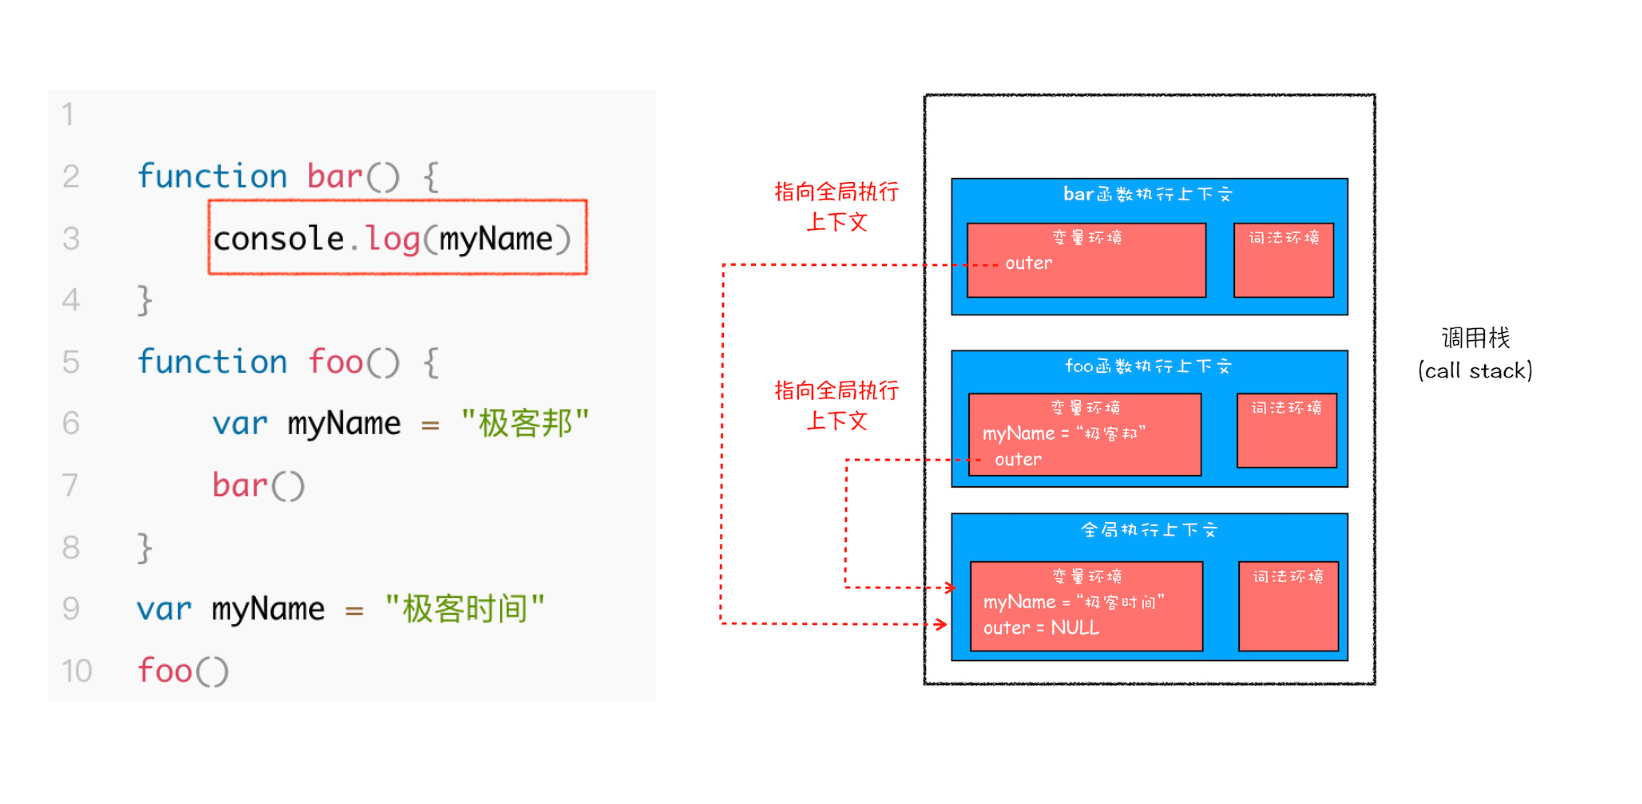 1
2 function bar() {
3 console.log(myName)
4 }
5 function foo() {
6 var myName = "极客邦"
7 bar()
8 }
9 var myName = "极客时间"
10 foo()
指向全局执行
上下文
指向全局执行
上下文
bar函数执行上下文
变量环境
outer
词法环境
foo函数执行上下文
变量环境
myName = “极客邦”
outer
词法环境
全局执行上下文
变量环境
myName = “极客时间”
outer = NULL
词法环境
调用栈
(call stack)